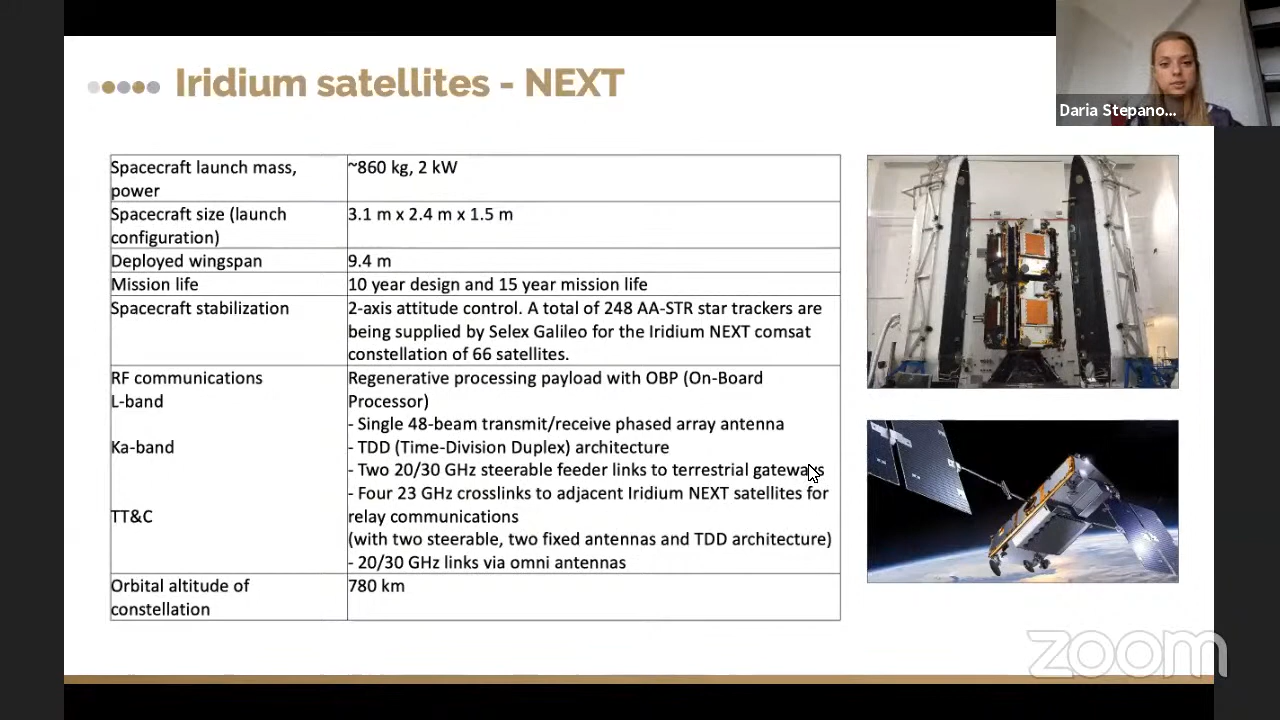 Iridium satellites - NEXT
Daria Stepano...
Spacecraft launch mass,
power
~860 kg, 2 kW
Spacecraft size (launch
configuration)
3.1 m x 2.4 m x 1.5 m
Deployed wingspan
9.4 m
Mission life
10 year design and 15 year mission life
Spacecraft stabilization
2-axis attitude control. A total of 248 AA-STR star trackers are
being supplied by Selex Galileo for the Iridium NEXT comsat
constellation of 66 satellites.
RF communications
L-band
Ka-band
TT&C
Regenerative processing payload with OBP (On-Board
Processor)
- Single 48-beam transmit/receive phased array antenna
- TDD (Time-Division Duplex) architecture
- Two 20/30 GHz steerable feeder links to terrestrial gateways
- Four 23 GHz crosslinks to adjacent Iridium NEXT satellites for
relay communications
(with two steerable, two fixed antennas and TDD architecture)
- 20/30 GHz links via omni antennas
Orbital altitude of
constellation
780 km
zoom